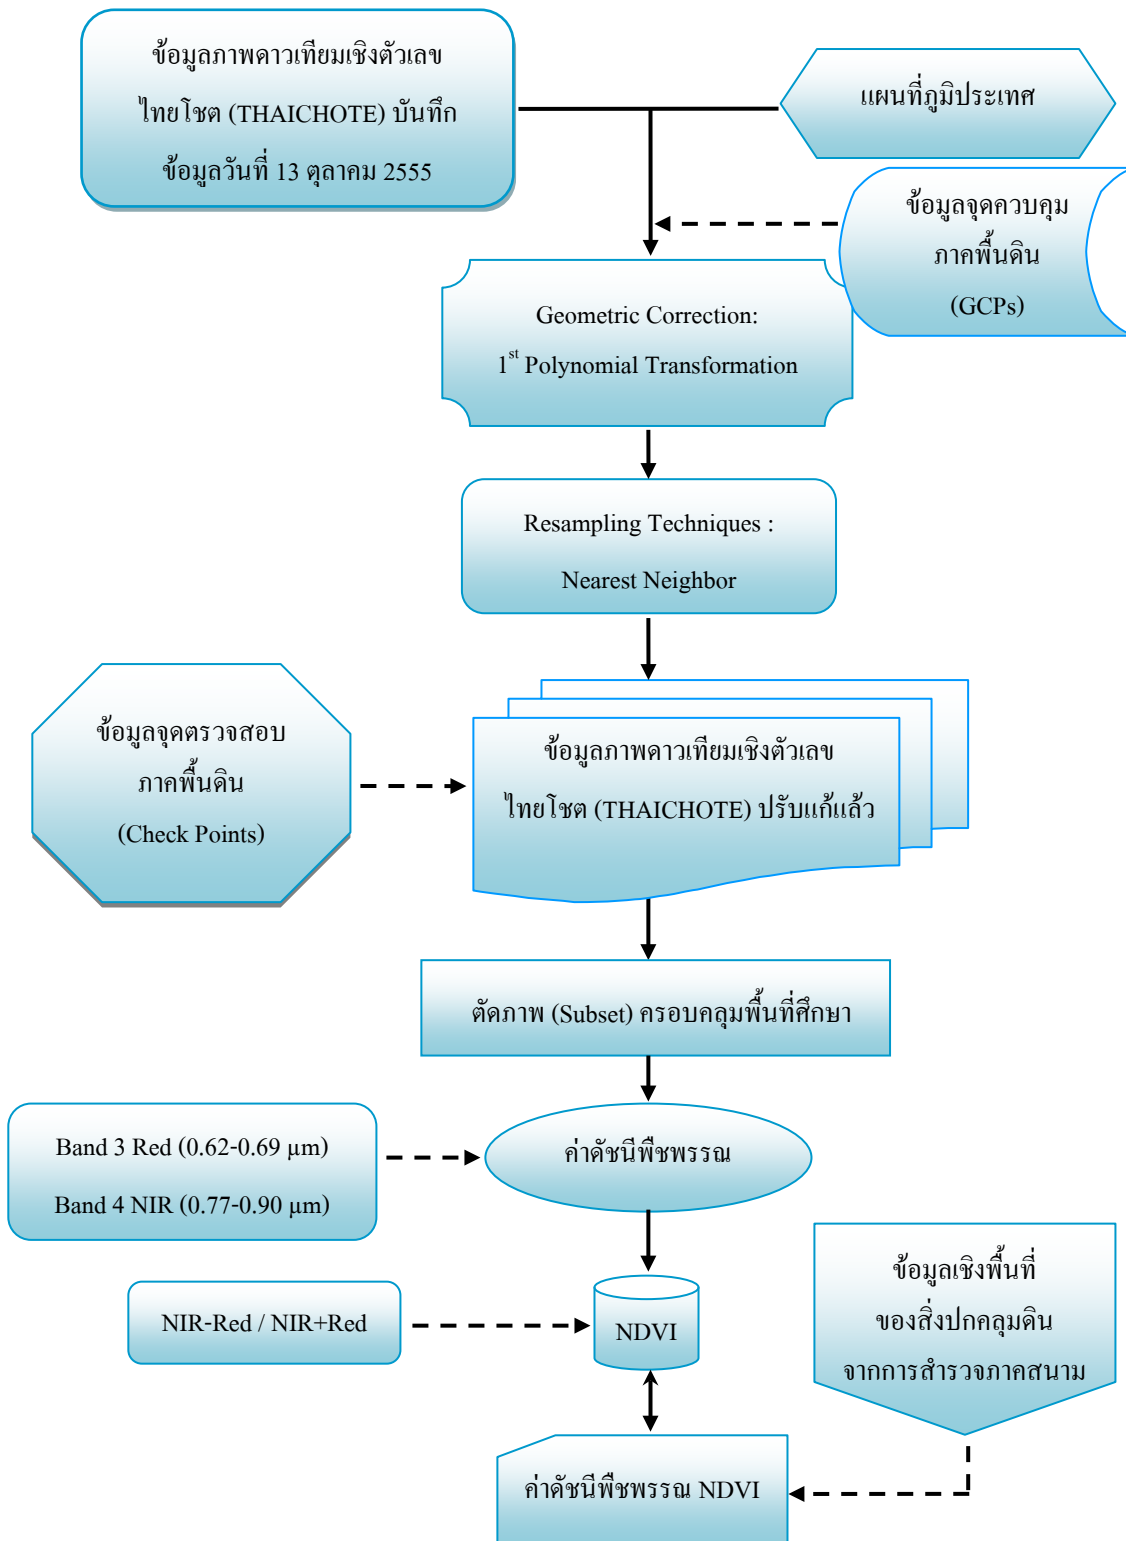 ข้อมูลภาพดาวเทียมเชิงตัวเลข
ไทยโชต (THAICHOTE) บันทึก
ข้อมูลวันที่ 13 ตุลาคม 2555
แผนที่ภูมิประเทศ
ข้อมูลจุดควบคุม
ภาคพื้นดิน
(GCPs)
Geometric Correction:
1st Polynomial Transformation
Resampling Techniques :
Nearest Neighbor
ข้อมูลจุดตรวจสอบ
ภาคพื้นดิน
(Check Points)
ข้อมูลภาพดาวเทียมเชิงตัวเลข
ไทยโชต (THAICHOTE) ปรับแก้แล้ว
ตัดภาพ (Subset) ครอบคลุมพื้นที่ศึกษา
Band 3 Red (0.62-0.69 µm)
Band 4 NIR (0.77-0.90 µm)
ค่าดัชนีพืชพรรณ
NIR-Red / NIR+Red
NDVI
ข้อมูลเชิงพื้นที่
ของสิ่งปกคลุมดิน
จากการสำรวจภาคสนาม
ค่าดัชนีพืชพรรณ NDVI